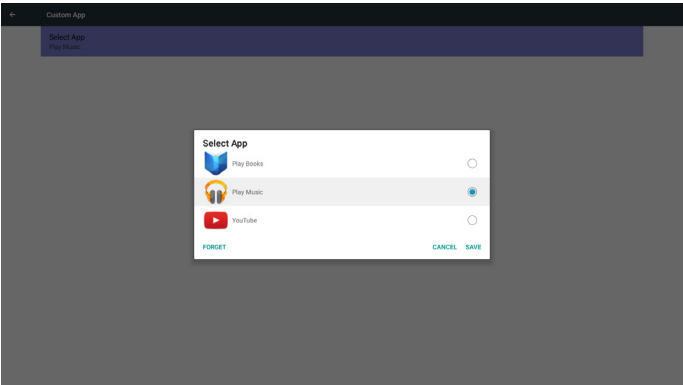 Custom App
Select App
Play Music
Select App
Play Books
Play Music
YouTube
FORGET CANCEL SAVE